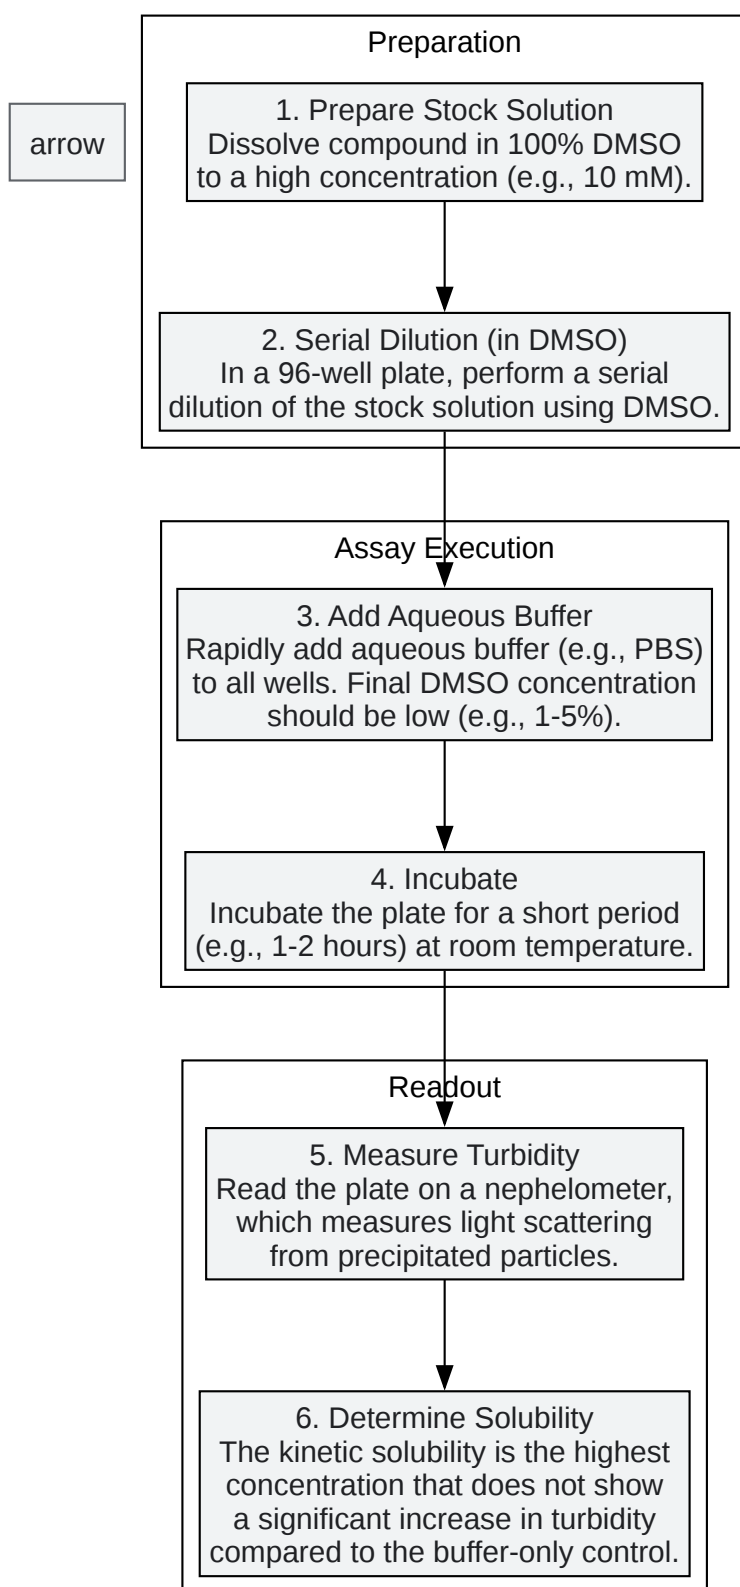 Preparation
arrow
1. Prepare Stock Solution
Dissolve compound in 100% DMSO
to a high concentration (e.g., 10 mM).
2. Serial Dilution (in DMSO)
In a 96-well plate, perform a serial
dilution of the stock solution using DMSO.
Assay Execution
3. Add Aqueous Buffer
Rapidly add aqueous buffer (e.g., PBS)
to all wells. Final DMSO concentration
should be low (e.g., 1-5%).
4. Incubate
Incubate the plate for a short period
(e.g., 1-2 hours) at room temperature.
Readout
5. Measure Turbidity
Read the plate on a nephelometer,
which measures light scattering
from precipitated particles.
6. Determine Solubility
The kinetic solubility is the highest
concentration that does not show
a significant increase in turbidity
compared to the buffer-only control.